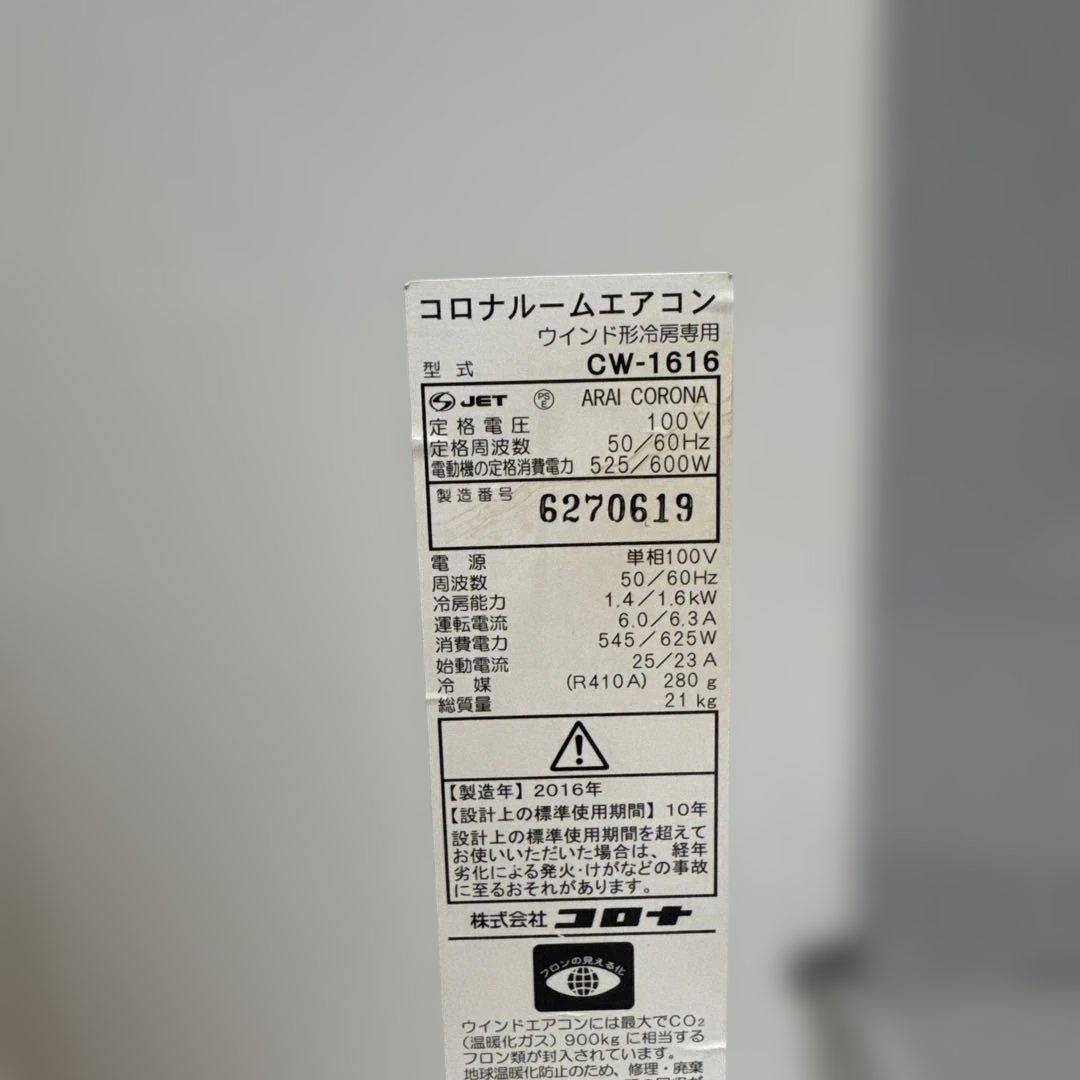 コロナルームエアコン
ウインド形冷房専用
型式 CW-1616
JET PSE ARAI CORONA
定格電圧 100V
定格周波数 50/60Hz
電動機の定格消費電力 525/600W
製造番号 6270619
電源 単相100V
周波数 50/60Hz
冷房能力 1.4/1.6kW
運転電流 6.0/6.3A
消費電力 545/625W
始動電流 25/23A
冷媒 (R410A) 280g
総質量 21kg
【製造年】2016年
【設計上の標準使用期間】10年
設計上の標準使用期間を超えて
お使いいただいた場合は、経年
劣化による発火・けがなどの事故
に至るおそれがあります。
株式会社 コロナ
フロンの見える化
ウインドエアコンには最大でCO₂
(温暖化ガス) 900kgに相当する
フロン類が封入されています。
地球温暖化防止のため、修理・廃棄